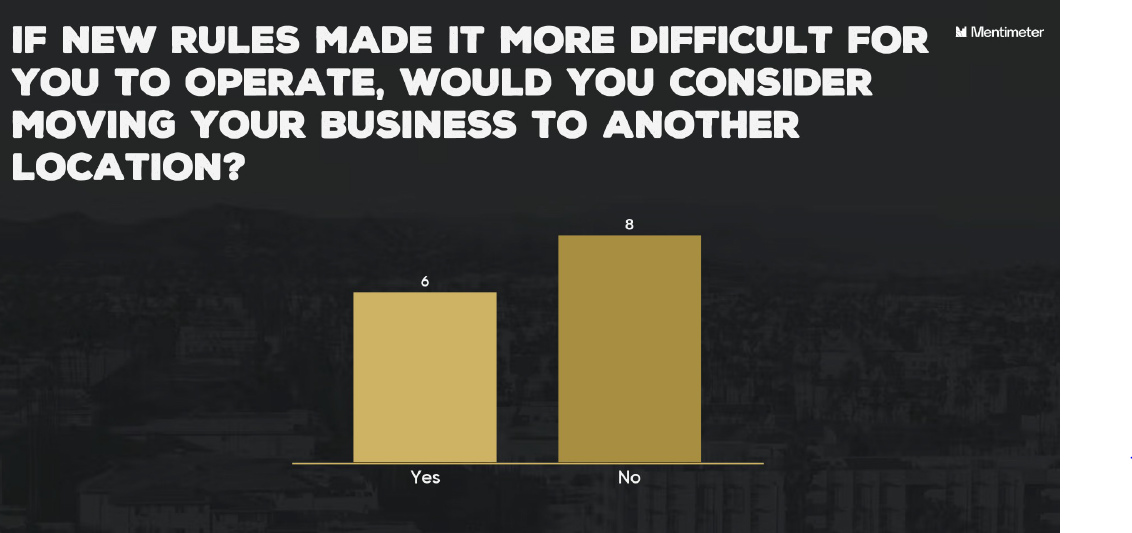 IF NEW RULES MADE IT MORE DIFFICULT FOR
YOU TO OPERATE, WOULD YOU CONSIDER
MOVING YOUR BUSINESS TO ANOTHER
LOCATION?
Mentimeter
6
8
Yes
No